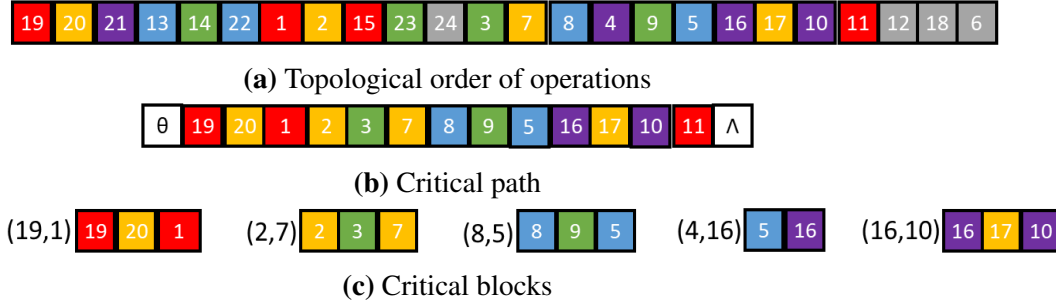 19 20 21 13 14 22 1 2 15 23 24 3 7 8 4 9 5 16 17 10 11 12 18 6
(a) Topological order of operations
θ 19 20 1 2 3 7 8 9 5 16 17 10 11 Λ
(b) Critical path
(19,1) 19 20 1 (2,7) 2 3 7 (8,5) 8 9 5 (4,16) 5 16 (16,10) 16 17 10
(c) Critical blocks